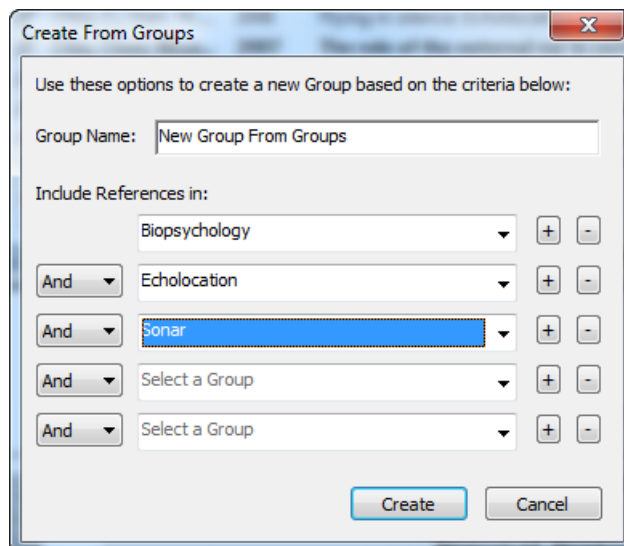 Create From Groups
Use these options to create a new Group based on the criteria below:
Group Name: New Group From Groups
Include References in:
Biopsychology + -
And Echolocation + -
And Sonar + -
And Select a Group + -
And Select a Group + -
Create Cancel